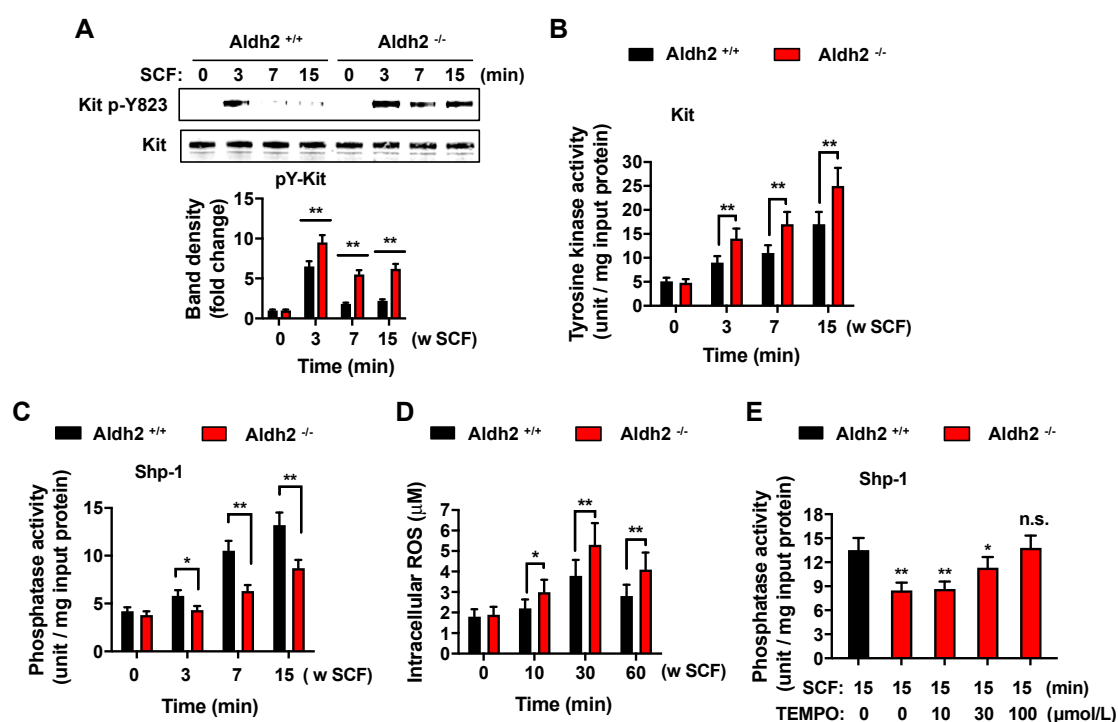 A
Aldh2 +/+ Aldh2 -/-
SCF: 0 3 7 15 0 3 7 15 (min)
Kit p-Y823
Kit
pY-Kit
Band density
(fold change)
15
10
5
0
** ** **
0 3 7 15 (w SCF)
Time (min)
B
Aldh2 +/+ Aldh2 -/-
Kit
Tyrosine kinase activity
(unit / mg input protein)
30
25
20
15
10
5
0
** ** **
0 3 7 15 (w SCF)
Time (min)
C
Aldh2 +/+ Aldh2 -/-
Shp-1
Phosphatase activity
(unit / mg input protein)
15
10
5
0
* ** **
0 3 7 15 ( w SCF)
Time (min)
D
Aldh2 +/+ Aldh2 -/-
Intracellular ROS (μM)
8
7
6
5
4
3
2
1
0
* ** **
0 10 30 60 (w SCF)
Time (min)
E
Aldh2 +/+ Aldh2 -/-
Shp-1
Phosphatase activity
(unit / mg input protein)
18
15
12
9
6
3
0
** ** * n.s.
SCF: 15 15 15 15 15 (min)
TEMPO: 0 0 10 30 100 (μmol/L)